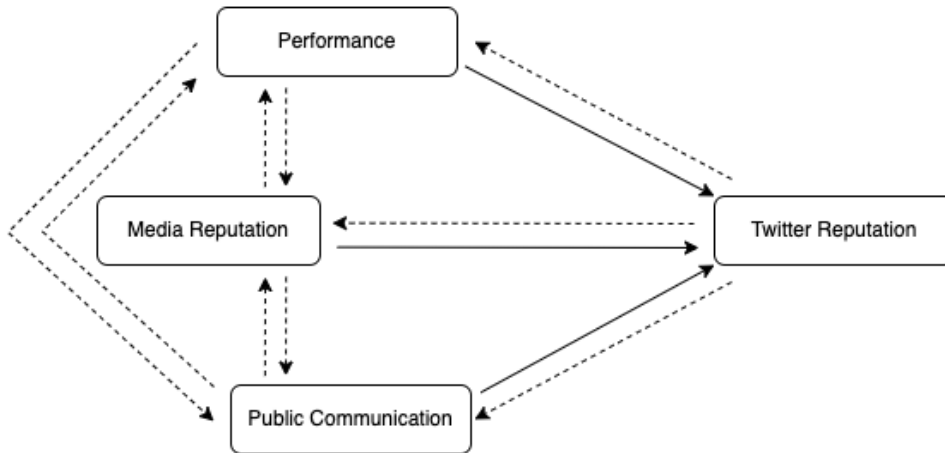 Performance
Media Reputation
Twitter Reputation
Public Communication